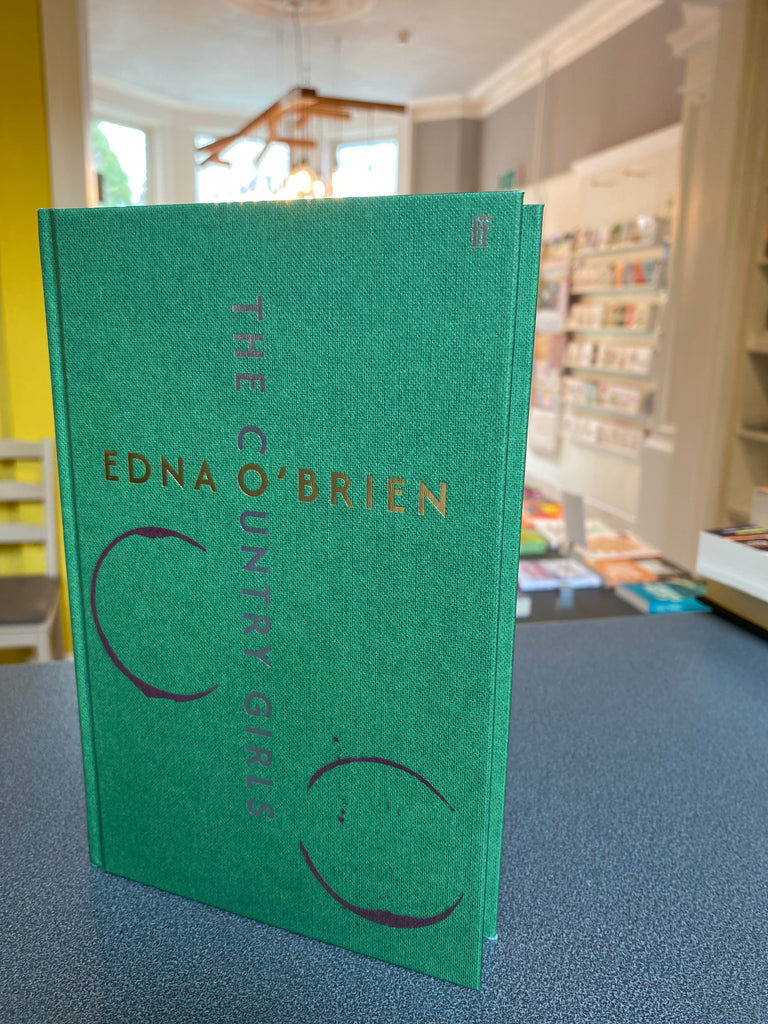 ff
THE COUNTRY GIRLS
EDNA O'BRIEN